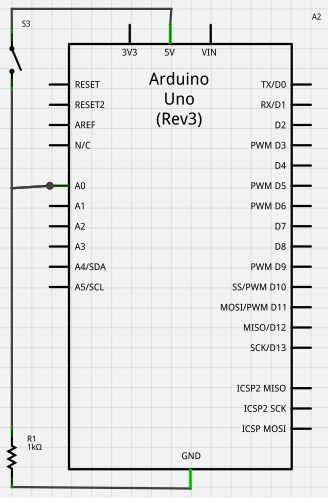 A2
S3
3V3 5V VIN
Arduino
Uno
(Rev3)
RESET TX/D0
RESET2 RX/D1
AREF D2
N/C PWM D3
D4
A0 PWM D5
A1 PWM D6
A2 D7
A3 D8
A4/SDA PWM D9
A5/SCL SS/PWM D10
MOSI/PWM D11
MISO/D12
SCK/D13
ICSP2 MISO
ICSP2 SCK
ICSP MOSI
R1
1kΩ
GND